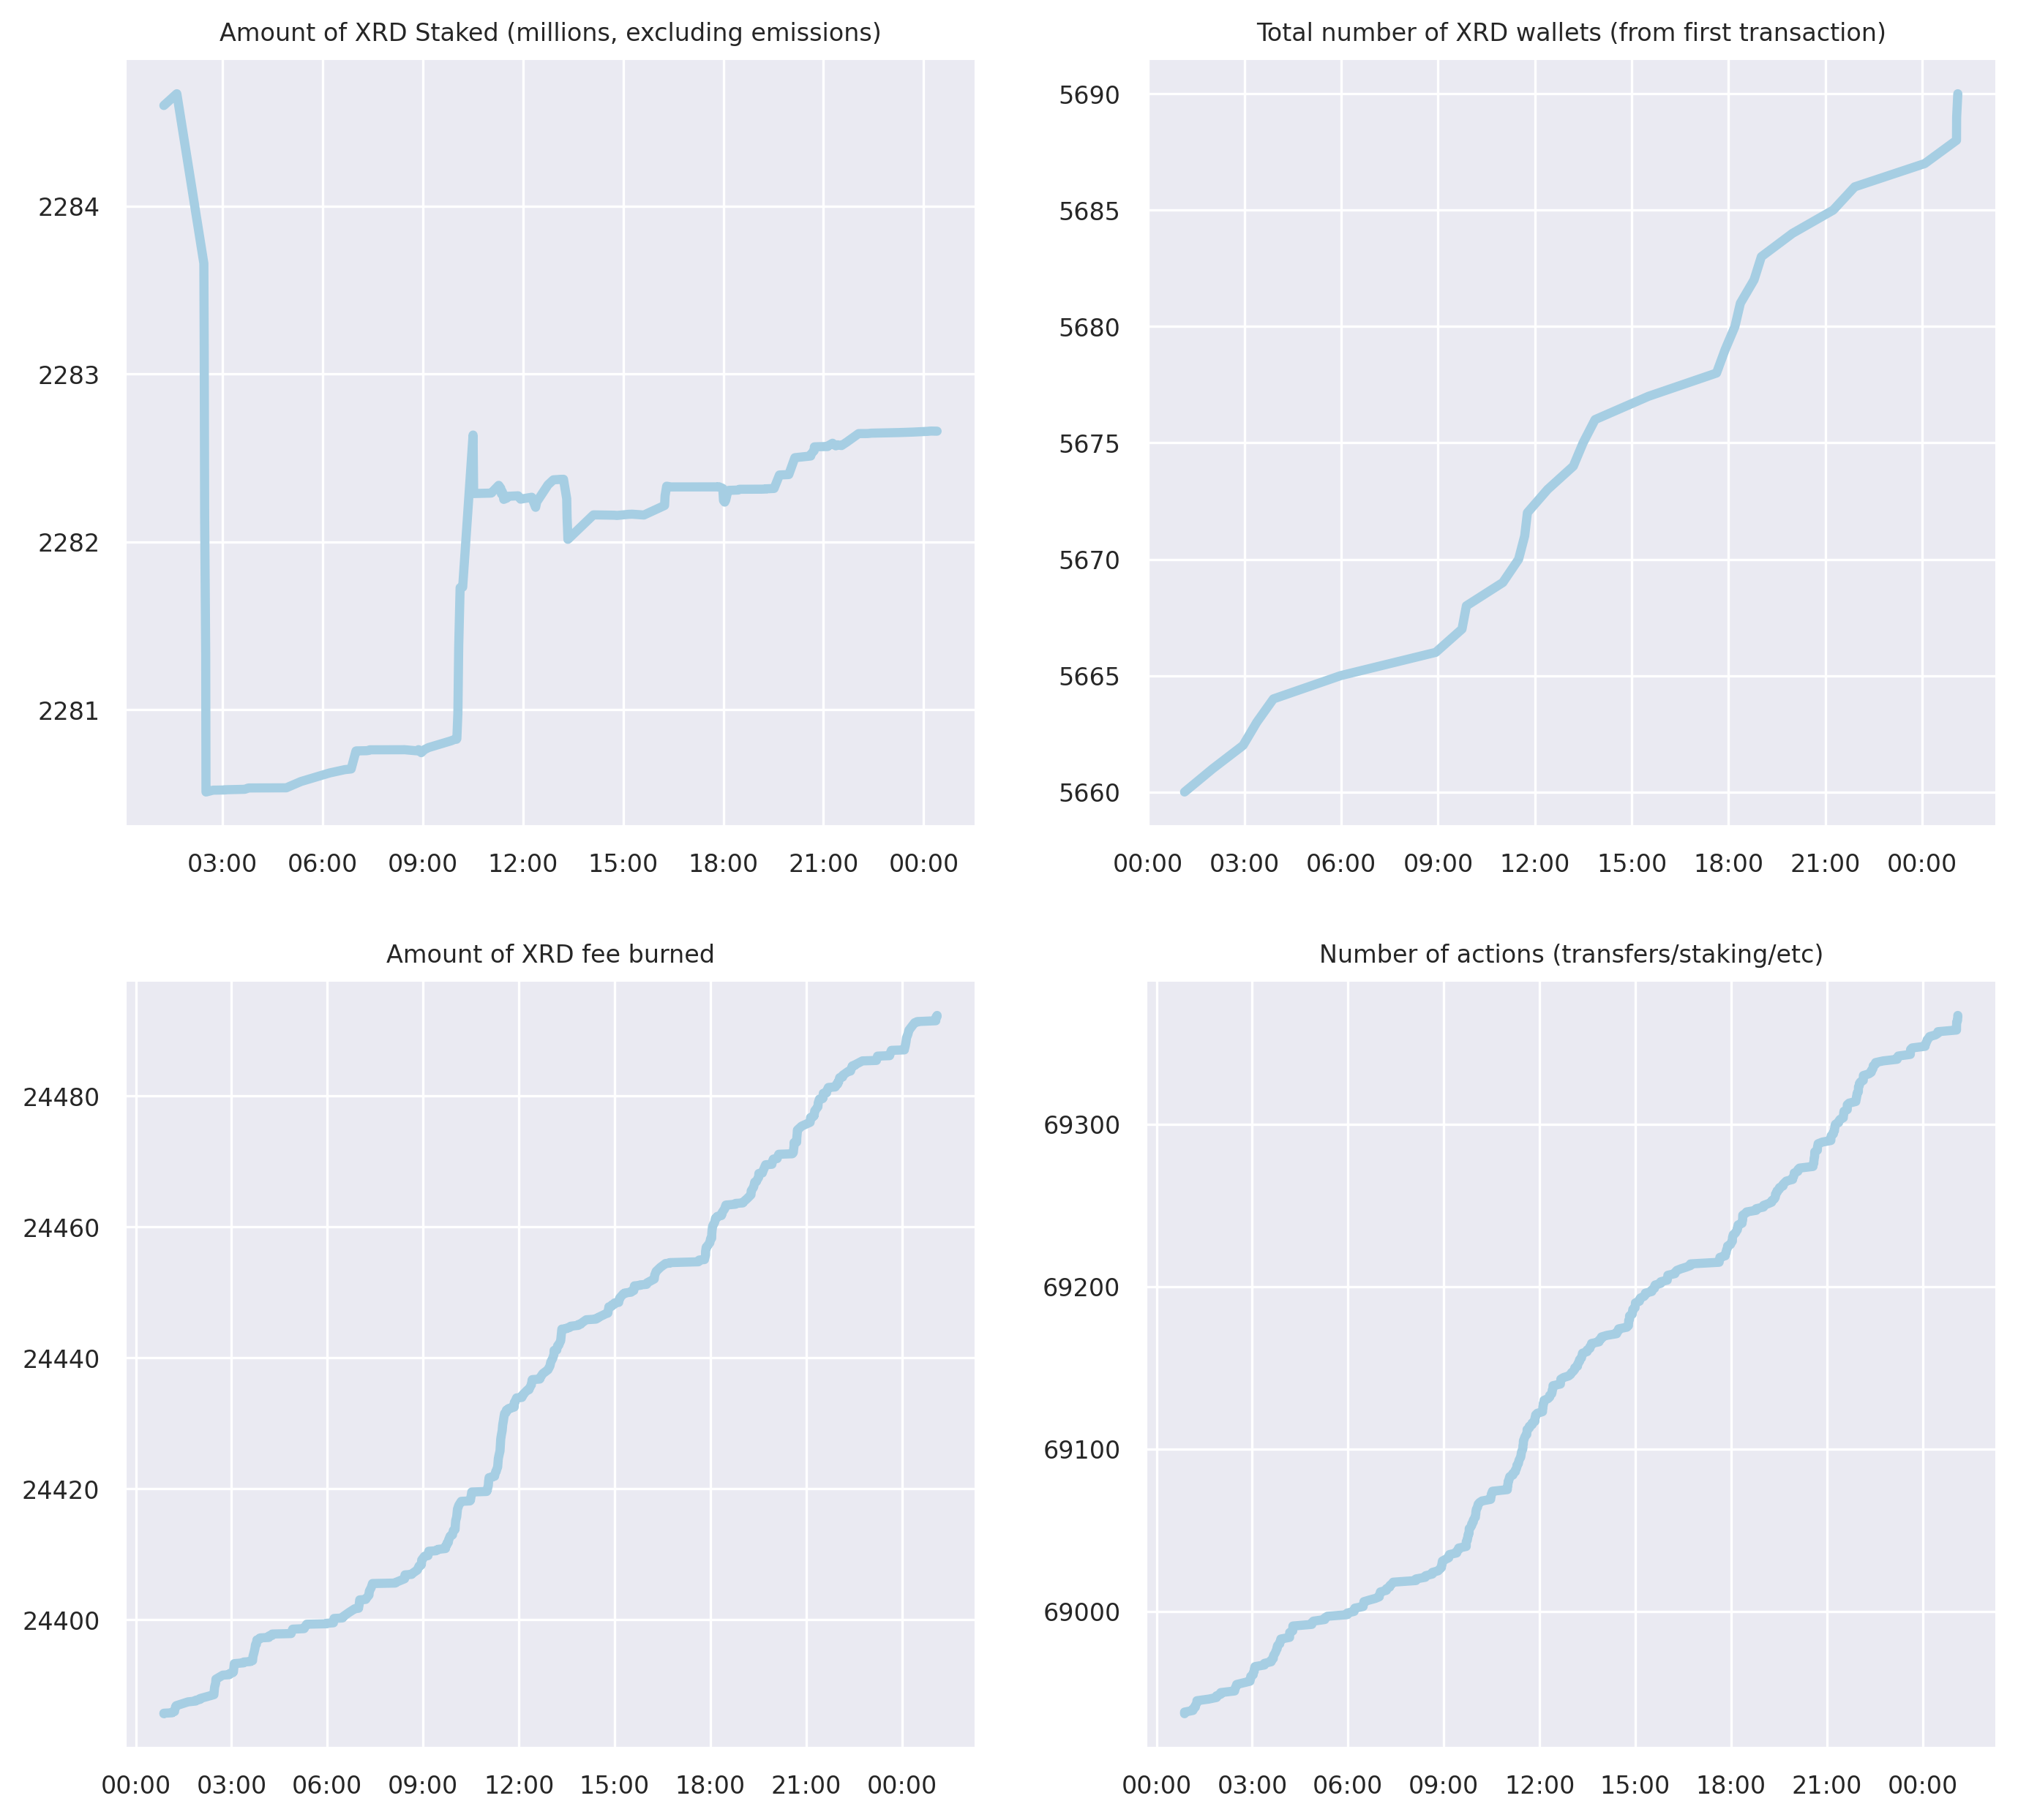 Amount of XRD Staked (millions, excluding emissions)
2284
2283
2282
2281
03:00 06:00 09:00 12:00 15:00 18:00 21:00 00:00
Total number of XRD wallets (from first transaction)
5690
5685
5680
5675
5670
5665
5660
00:00 03:00 06:00 09:00 12:00 15:00 18:00 21:00 00:00
Amount of XRD fee burned
24480
24460
24440
24420
24400
00:00 03:00 06:00 09:00 12:00 15:00 18:00 21:00 00:00
Number of actions (transfers/staking/etc)
69300
69200
69100
69000
00:00 03:00 06:00 09:00 12:00 15:00 18:00 21:00 00:00